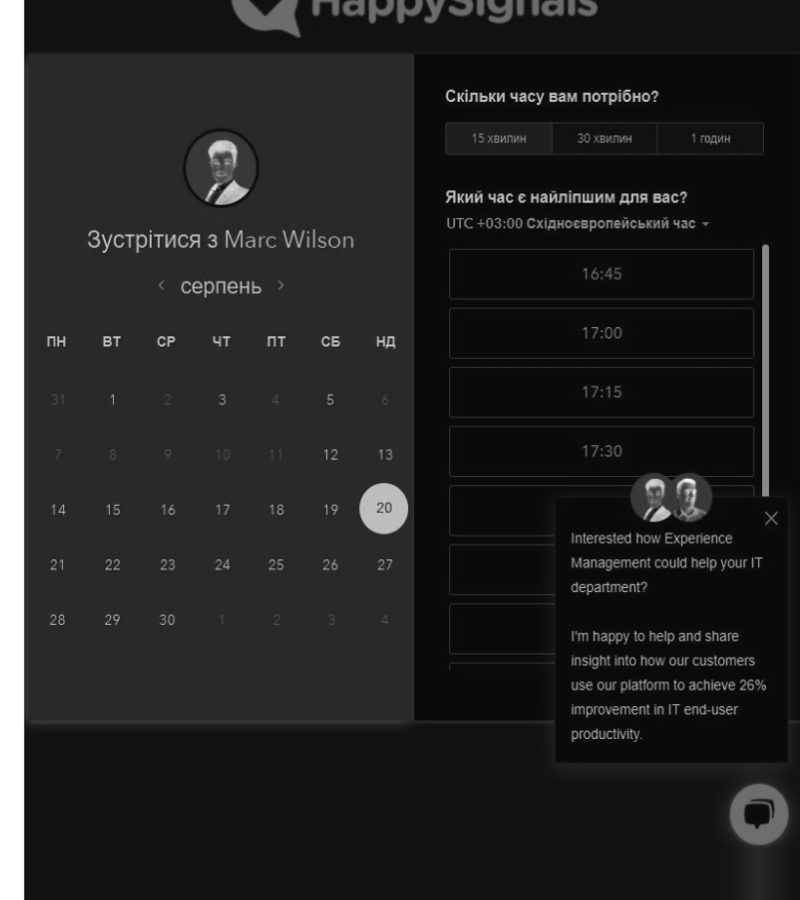 HappySignals
Зустрітися з Marc Wilson
серпень
ПН ВТ СР ЧТ ПТ СБ НД
31 1 2 3 4 5 6
7 8 9 10 11 12 13
14 15 16 17 18 19 20
21 22 23 24 25 26 27
28 29 30 1 2 3 4
Скільки часу вам потрібно?
15 хвилин 30 хвилин 1 годин
Який час є найліпшим для вас?
UTC +03:00 Східноєвропейський час
16:45
17:00
17:15
17:30
Interested how Experience
Management could help your IT
department?
I'm happy to help and share
insight into how our customers
use our platform to achieve 26%
improvement in IT end-user
productivity.